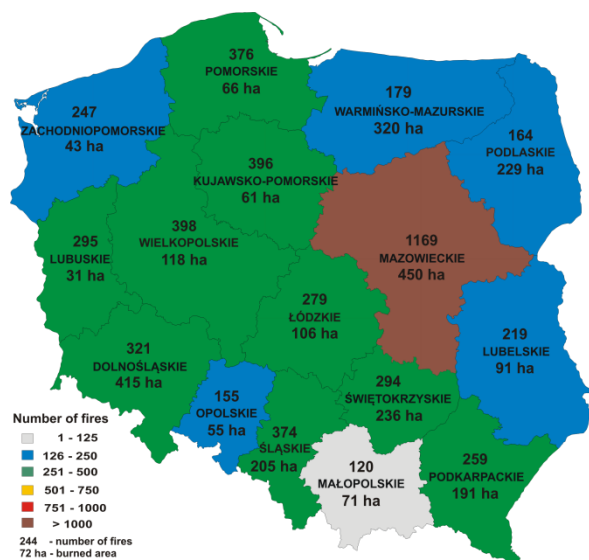 376
POMORSKIE
66 ha
179
WARMIŃSKO-MAZURSKIE
320 ha
247
ZACHODNIOPOMORSKIE
43 ha
164
PODLASKIE
229 ha
396
KUJAWSKO-POMORSKIE
61 ha
398
WIELKOPOLSKIE
118 ha
1169
MAZOWIECKIE
450 ha
295
LUBUSKIE
31 ha
279
ŁÓDZKIE
106 ha
219
LUBELSKIE
91 ha
321
DOLNOŚLĄSKIE
415 ha
294
ŚWIĘTOKRZYSKIE
236 ha
155
OPOLSKIE
55 ha
374
ŚLĄSKIE
205 ha
120
MAŁOPOLSKIE
71 ha
259
PODKARPACKIE
191 ha
Number of fires
1 - 125
126 - 250
251 - 500
501 - 750
751 - 1000
> 1000
244 - number of fires
72 ha - burned area